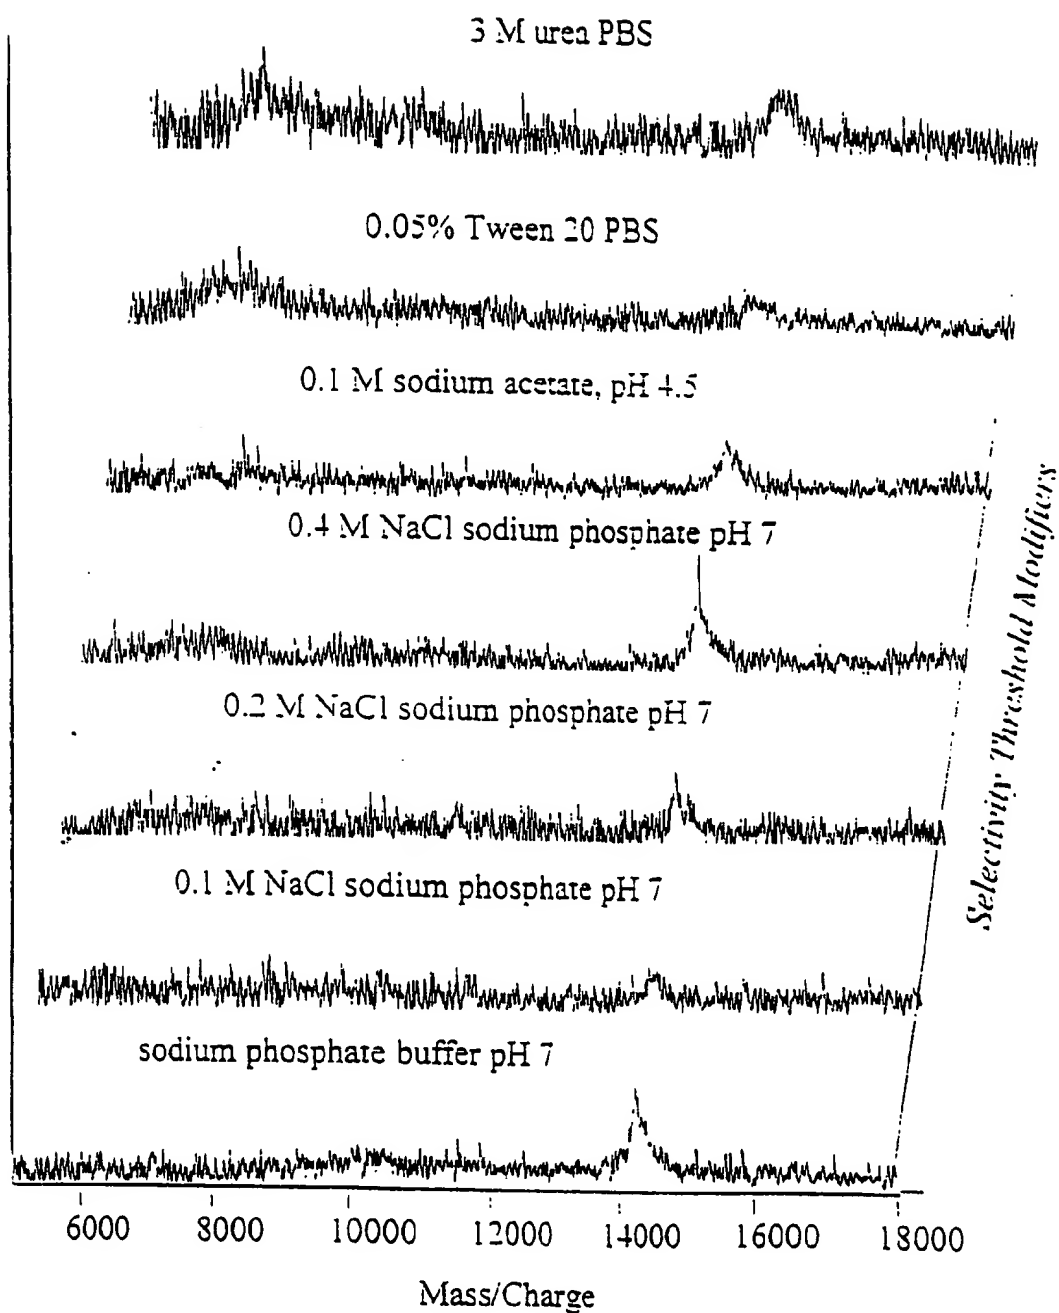 3 M urea PBS
0.05% Tween 20 PBS
0.1 M sodium acetate, pH 4.5
0.4 M NaCl sodium phosphate pH 7
0.2 M NaCl sodium phosphate pH 7
0.1 M NaCl sodium phosphate pH 7
sodium phosphate buffer pH 7
Selectivity Threshold Modifiers
6000 8000 10000 12000 14000 16000 18000
Mass/Charge